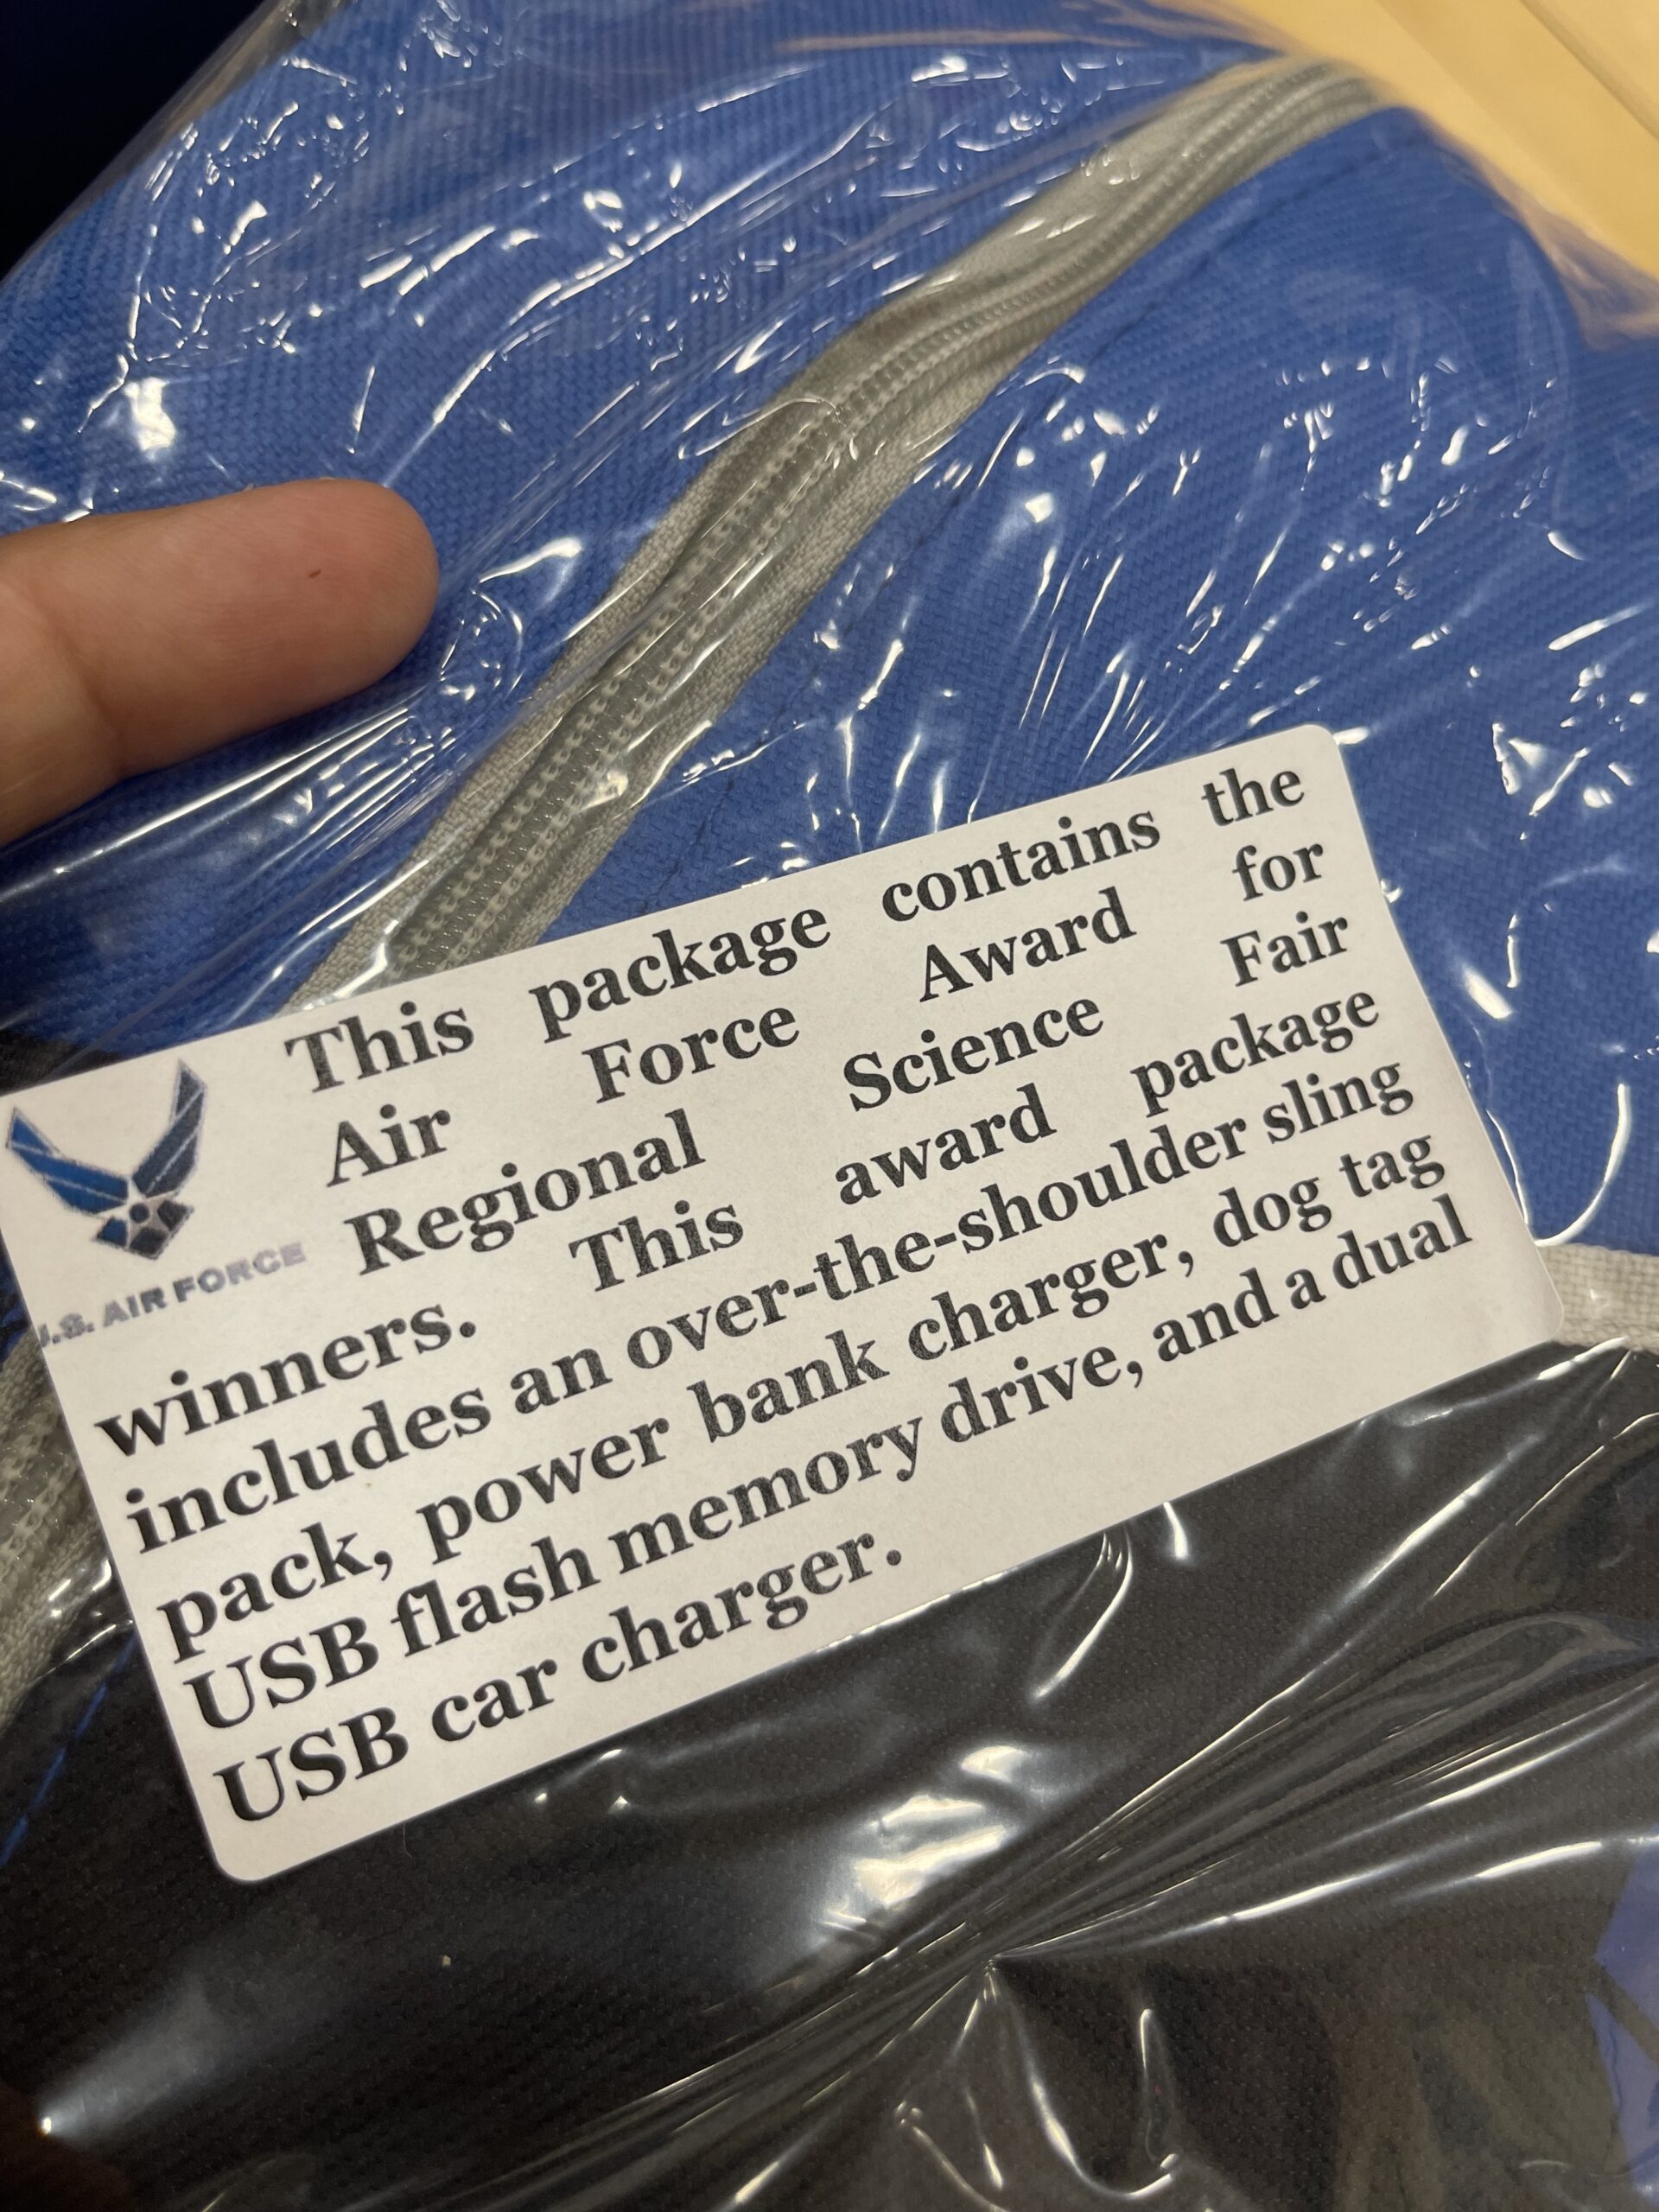 This package contains the
Air Force Award for
Regional Science Fair
winners. This award package
includes an over-the-shoulder sling
pack, power bank charger, dog tag
USB flash memory drive, and a dual
USB car charger.
U.S. AIR FORCE